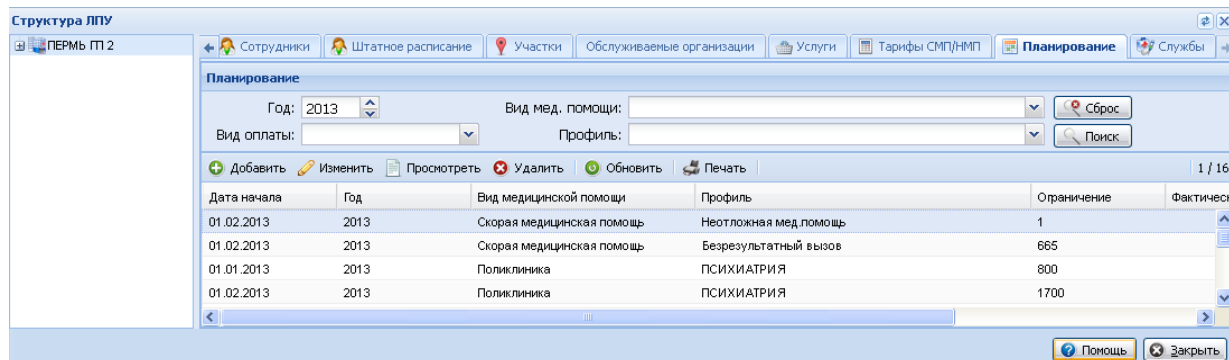 Структура ЛПУ
ПЕРМЬ ГП 2
Сотрудники Штатное расписание Участки Обслуживаемые организации Услуги Тарифы СМП/НМП Планирование Службы
Планирование
Год: 2013 Вид мед. помощи: Сброс
Вид оплаты: Профиль: Поиск
Добавить Изменить Просмотреть Удалить Обновить Печать 1 / 16
Дата начала Год Вид медицинской помощи Профиль Ограничение Фактическ
01.02.2013 2013 Скорая медицинская помощь Неотложная мед.помощь 1
01.02.2013 2013 Скорая медицинская помощь Безрезультатный вызов 665
01.01.2013 2013 Поликлиника ПСИХИАТРИЯ 800
01.02.2013 2013 Поликлиника ПСИХИАТРИЯ 1700
Помощь Закрыть